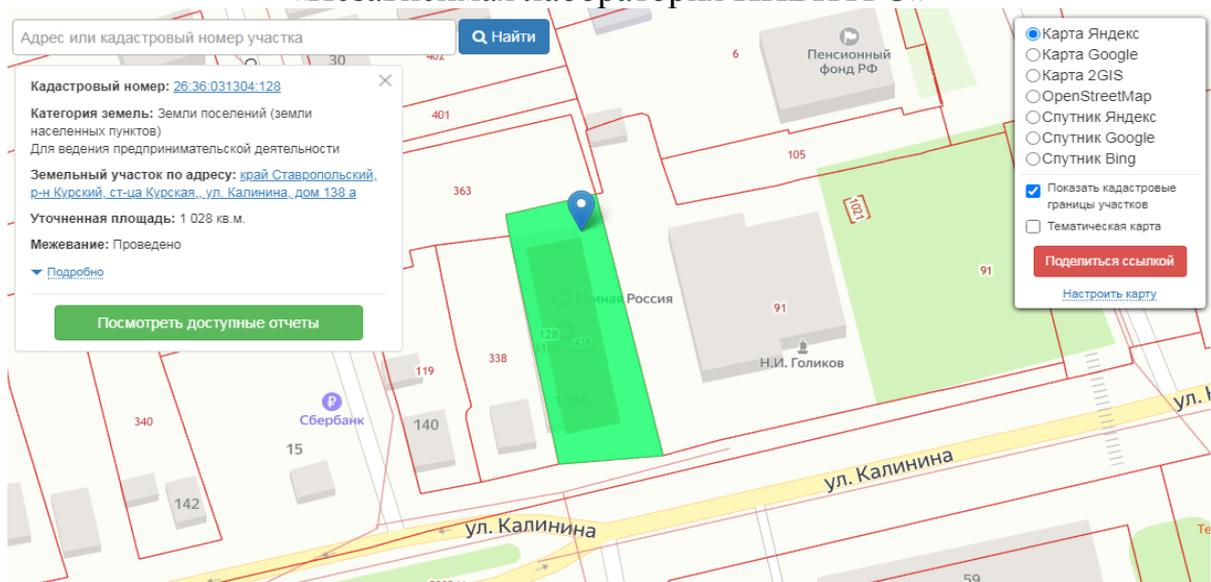 Адрес или кадастровый номер участка
Найти
Кадастровый номер: 26:36:031304:128
Категория земель: Земли поселений (земли
населенных пунктов)
Для ведения предпринимательской деятельности
Земельный участок по адресу: край Ставропольский,
р-н Курский, ст-ца Курская,, ул. Калинина, дом 138 а
Уточненная площадь: 1 028 кв.м.
Межевание: Проведено
Подробно
Посмотреть доступные отчеты
Карта Яндекс
Карта Google
Карта 2GIS
OpenStreetMap
Спутник Яндекс
Спутник Google
Спутник Bing
Показать кадастровые
границы участков
Тематическая карта
Поделиться ссылкой
Настроить карту
30
6
Пенсионный
фонд РФ
401
105
363
1021
91
Единая Россия
91
128
408
338
Н.И. Голиков
119
138А
Сбербанк
340
140
15
142
ул. Калинина
ул. Калинина
59